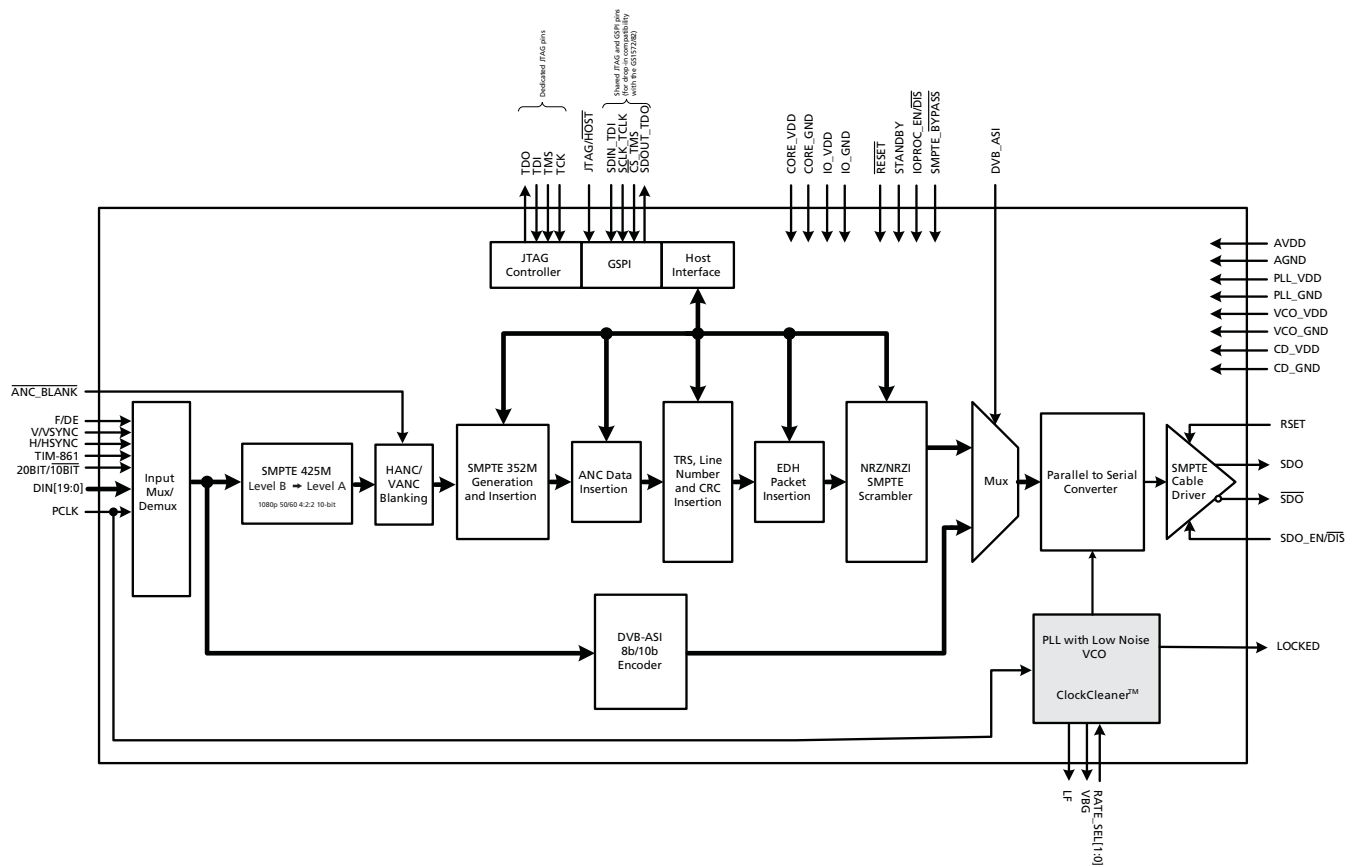 Dedicated JTAG pins
Shared JTAG and GSPI pins
(for drop-in compatibility
with the GS1572/82)
TDO
TDI
TMS
TCK
JTAG/HOST
SDIN_TDI
SCLK_TCLK
CS_TMS
SDOUT_TDO
CORE_VDD
CORE_GND
IO_VDD
IO_GND
RESET
STANDBY
IOPROC_EN/DIS
SMPTE_BYPASS
DVB_ASI
JTAG
Controller
GSPI
Host
Interface
AVDD
AGND
PLL_VDD
PLL_GND
VCO_VDD
VCO_GND
CD_VDD
CD_GND
ANC_BLANK
F/DE
V/VSYNC
H/HSYNC
TIM-861
20BIT/10BIT
DIN[19:0]
PCLK
Input
Mux/
Demux
SMPTE 425M
Level B ➔ Level A
1080p 50/60 4:2:2 10-bit
HANC/
VANC
Blanking
SMPTE 352M
Generation
and Insertion
ANC Data
Insertion
TRS, Line
Number
and CRC
Insertion
EDH
Packet
Insertion
NRZ/NRZI
SMPTE
Scrambler
Mux
Parallel to Serial
Converter
SMPTE
Cable
Driver
RSET
SDO
SDO
SDO_EN/DIS
DVB-ASI
8b/10b
Encoder
PLL with Low Noise
VCO
ClockCleaner™
LOCKED
LF
VBG
RATE_SEL[1:0]